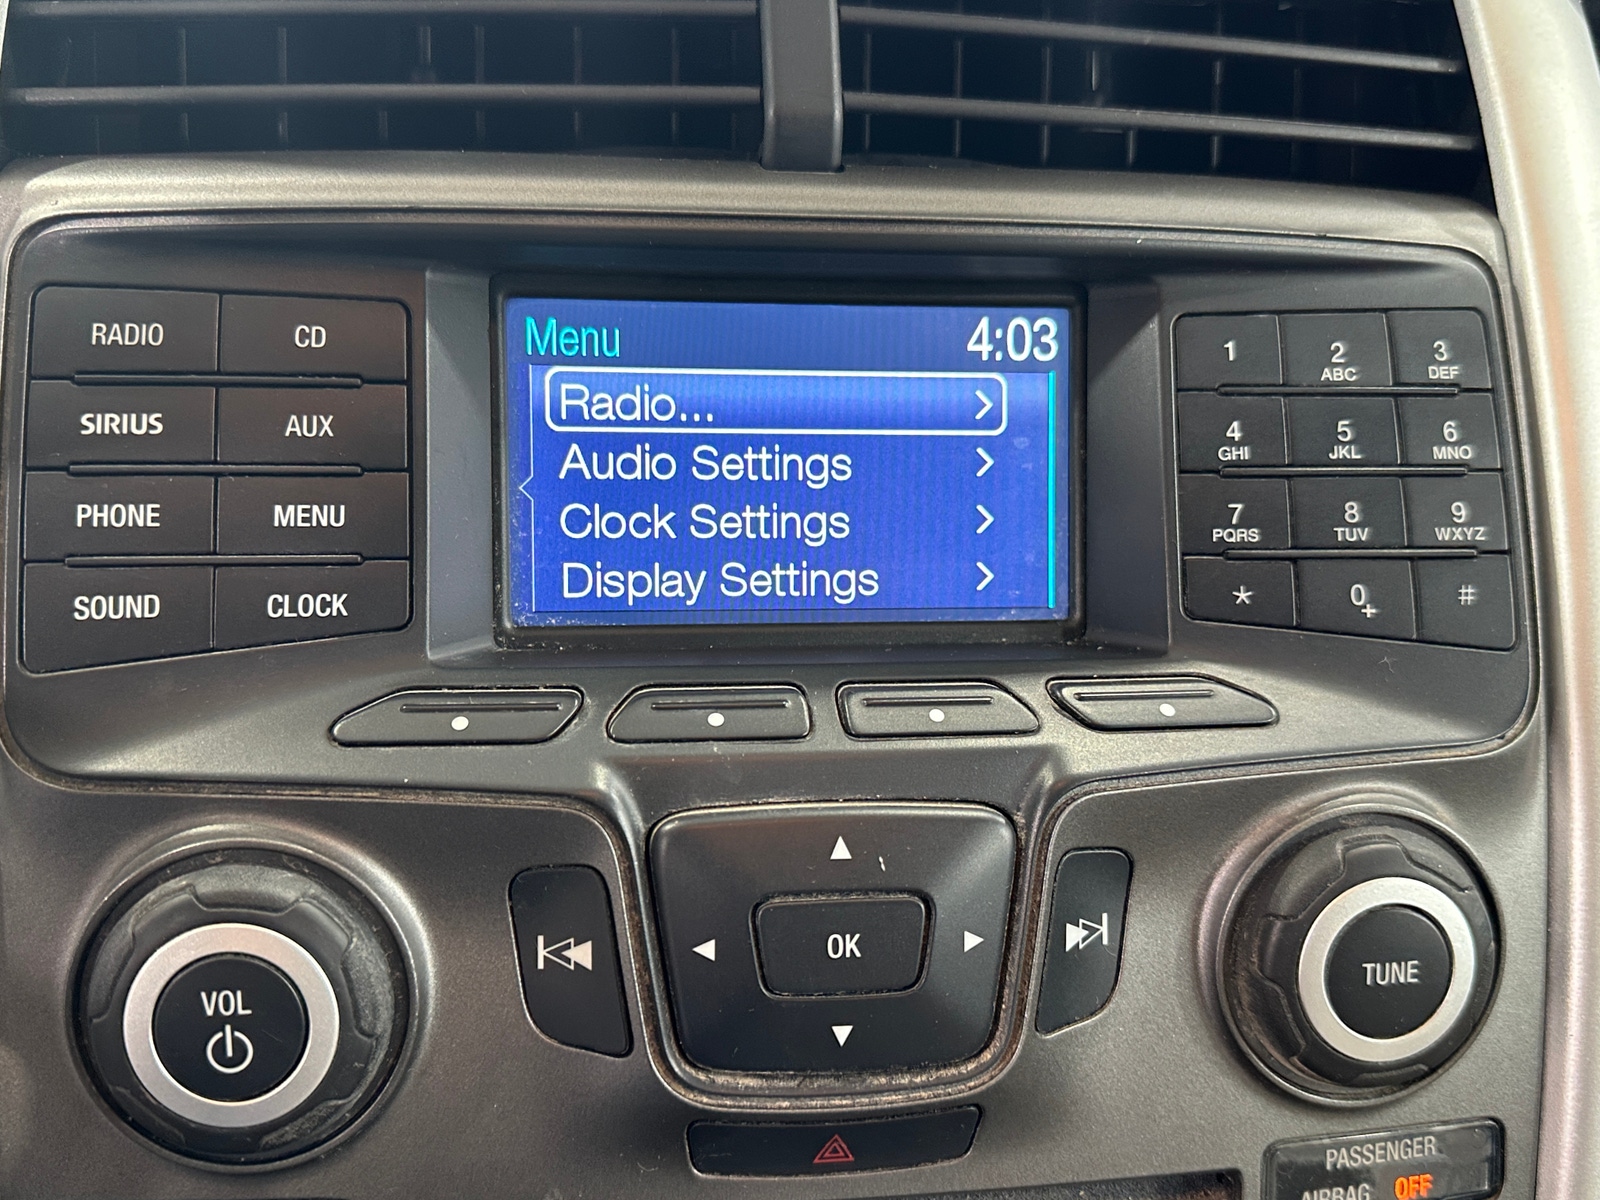 Menu 4:03
Radio...
Audio Settings
Clock Settings
Display Settings
RADIO CD
SIRIUS AUX
PHONE MENU
SOUND CLOCK
1 2 ABC 3 DEF
4 GHI 5 JKL 6 MNO
7 PQRS 8 TUV 9 WXYZ
* 0+ #
VOL
OK
TUNE
PASSENGER
AIRBAG OFF